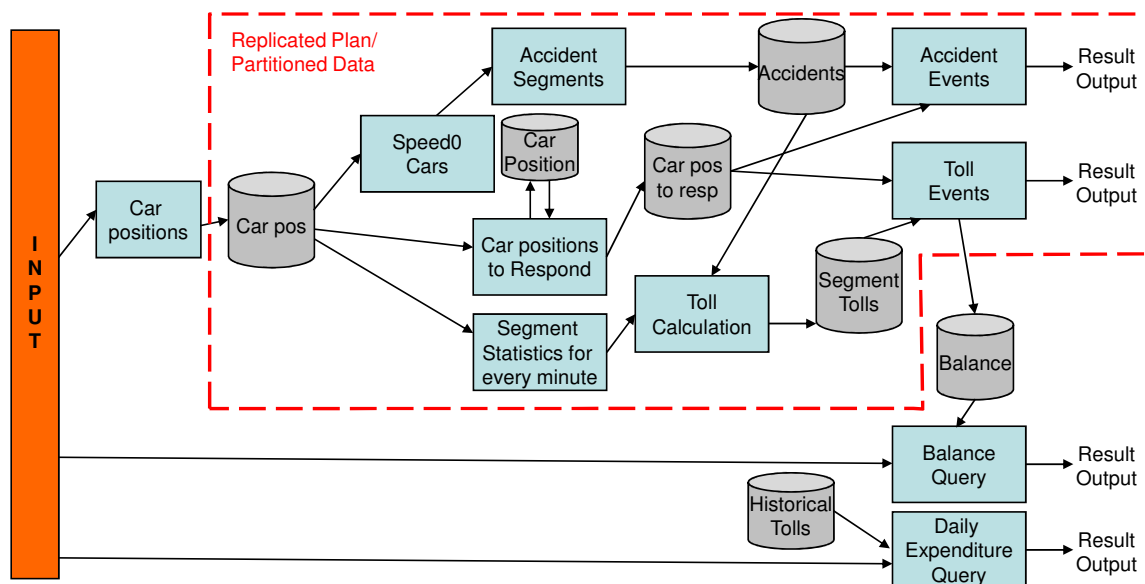 Replicated Plan/
Partitioned Data
INPUT
Car
positions
Car pos
Speed0
Cars
Accident
Segments
Car
Position
Car positions
to Respond
Segment
Statistics for
every minute
Accidents
Car pos
to resp
Toll
Calculation
Segment
Tolls
Accident
Events
Result
Output
Toll
Events
Result
Output
Balance
Balance
Query
Result
Output
Historical
Tolls
Daily
Expenditure
Query
Result
Output